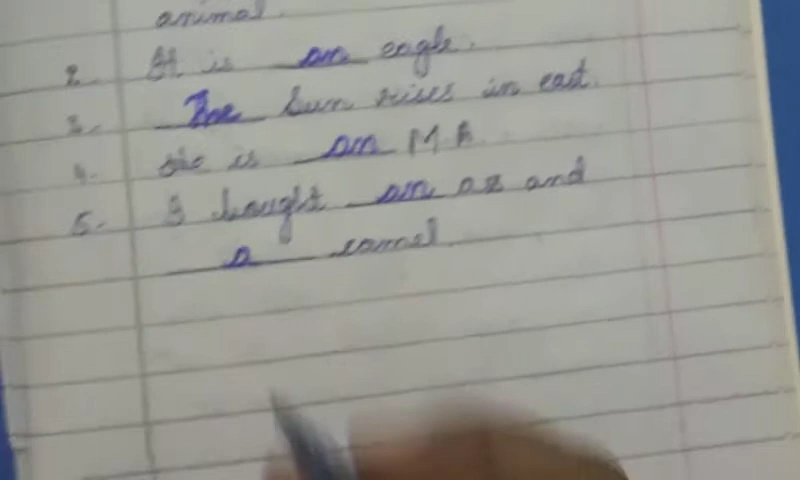 animal.
2. It is an eagle.
3. The Sun rises in east.
4. she is an M A
5. I bought an ox and
a camel.